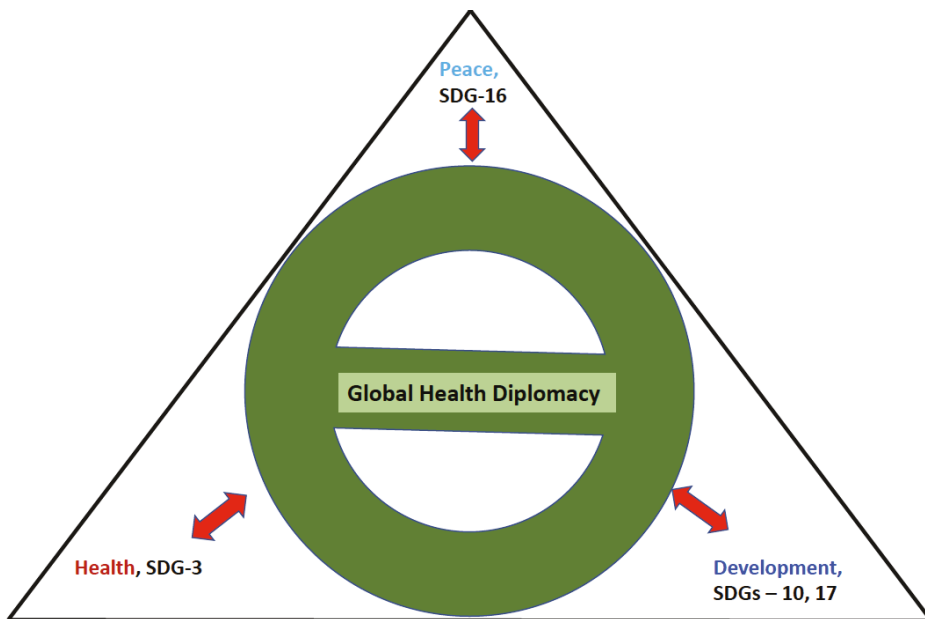 Peace,
SDG-16
Global Health Diplomacy
Health, SDG-3
Development,
SDGs – 10, 17